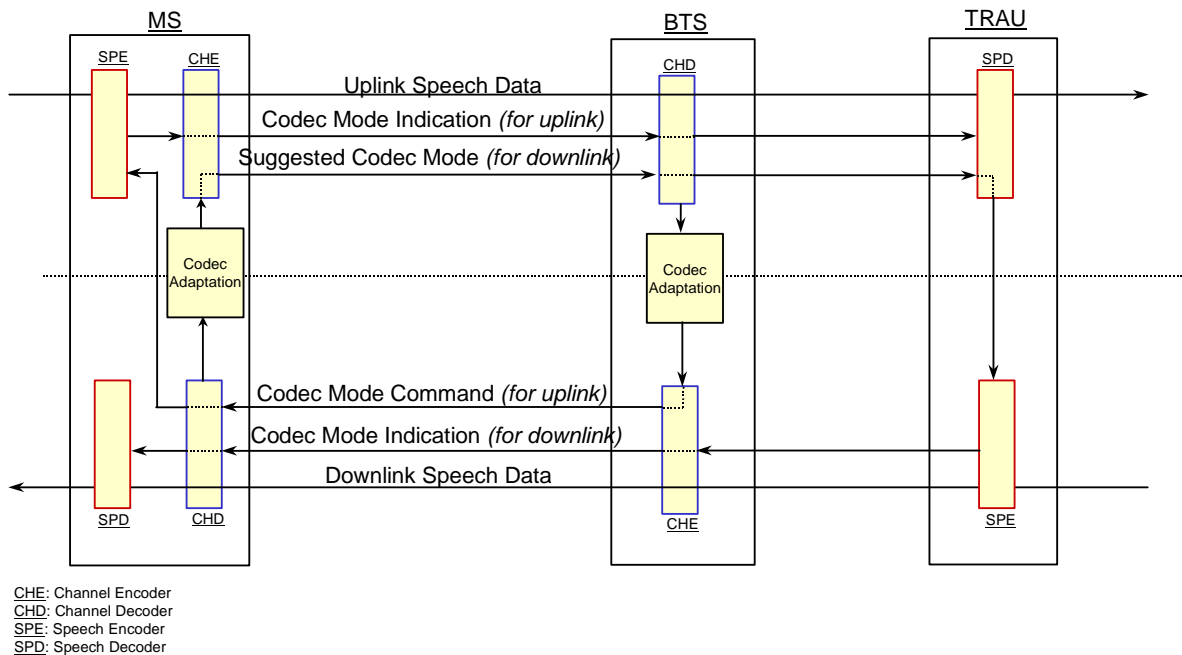 MS
BTS
TRAU
SPE
CHE
CHD
SPD
Uplink Speech Data
Codec Mode Indication (for uplink)
Suggested Codec Mode (for downlink)
Codec
Adaptation
Codec
Adaptation
Codec Mode Command (for uplink)
Codec Mode Indication (for downlink)
Downlink Speech Data
SPD
CHD
CHE
SPE
CHE: Channel Encoder
CHD: Channel Decoder
SPE: Speech Encoder
SPD: Speech Decoder